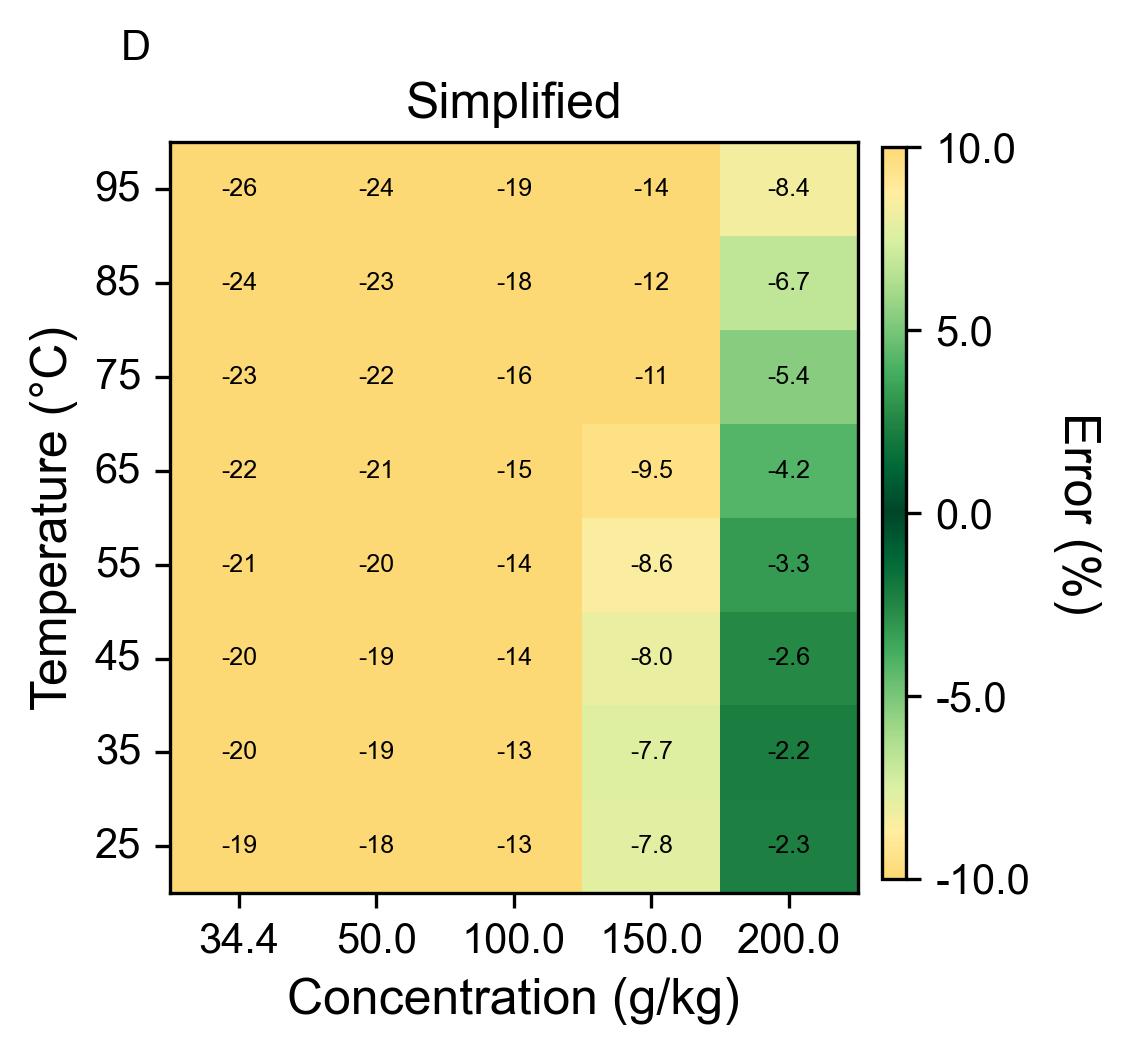 D
Simplified
95 -26 -24 -19 -14 -8.4 10.0
85 -24 -23 -18 -12 -6.7
5.0
75 -23 -22 -16 -11 -5.4
65 -22 -21 -15 -9.5 -4.2
0.0
55 -21 -20 -14 -8.6 -3.3
45 -20 -19 -14 -8.0 -2.6
-5.0
35 -20 -19 -13 -7.7 -2.2
25 -19 -18 -13 -7.8 -2.3
-10.0
34.4 50.0 100.0 150.0 200.0
Concentration (g/kg)
Temperature (°C)
Error (%)